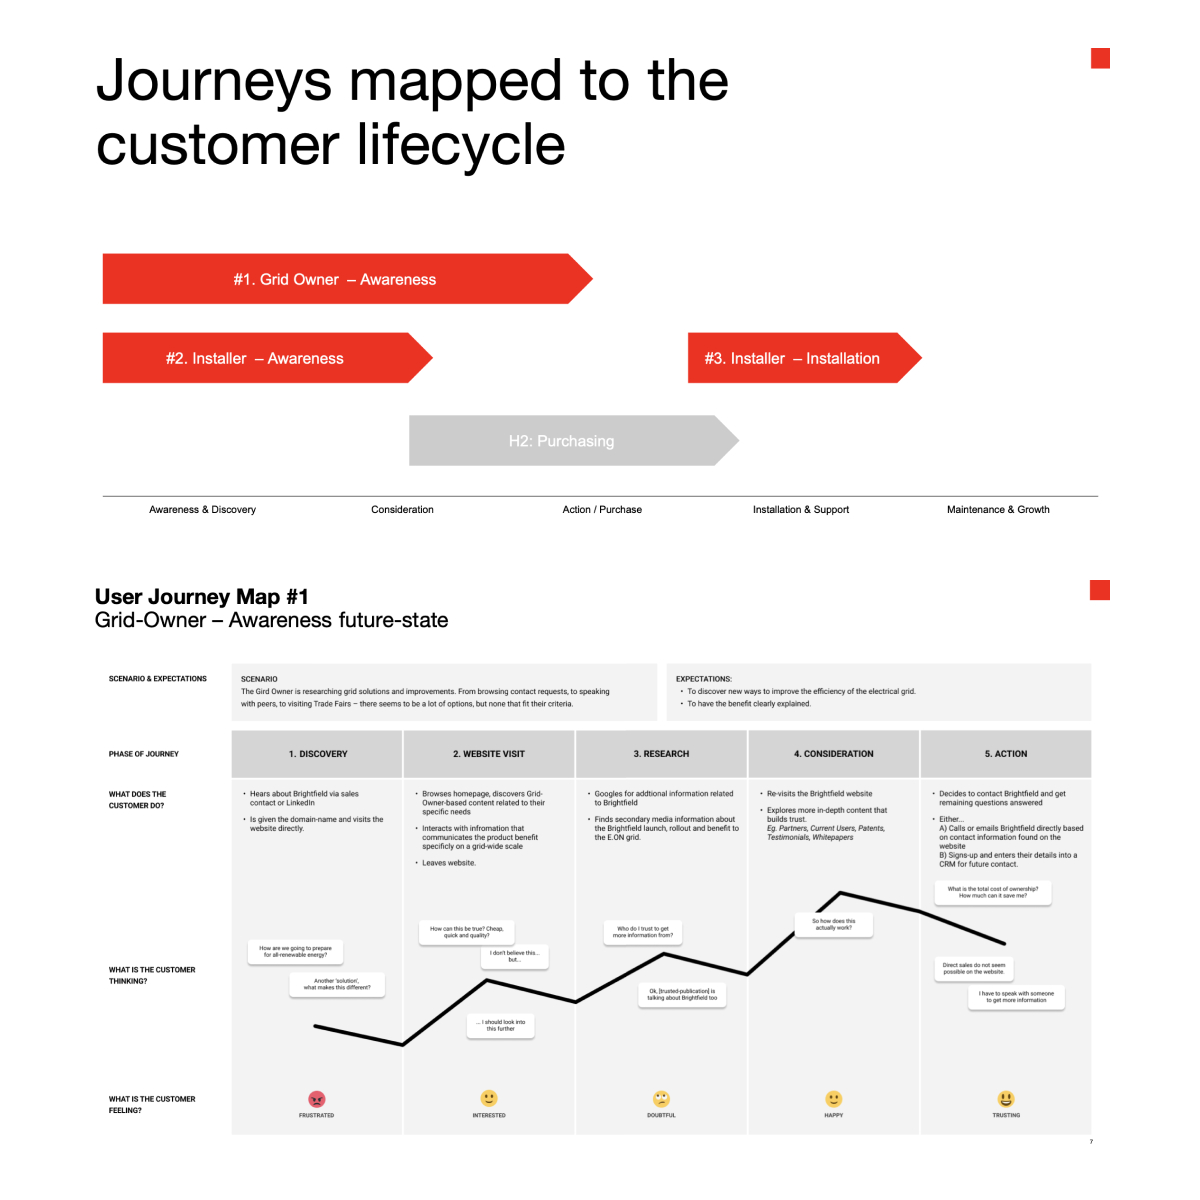 Journeys mapped to the
customer lifecycle
#1. Grid Owner – Awareness
#2. Installer – Awareness
#3. Installer – Installation
H2: Purchasing
Awareness & Discovery
Consideration
Action / Purchase
Installation & Support
Maintenance & Growth
User Journey Map #1
Grid-Owner – Awareness future-state
SCENARIO & EXPECTATIONS
SCENARIO
The Gird Owner is researching grid solutions and improvements. From browsing contact requests, to speaking
with peers, to visiting Trade Fairs – there seems to be a lot of options, but none that fit their criteria.
EXPECTATIONS:
• To discover new ways to improve the efficiency of the electrical grid.
• To have the benefit clearly explained.
PHASE OF JOURNEY
1. DISCOVERY
2. WEBSITE VISIT
3. RESEARCH
4. CONSIDERATION
5. ACTION
WHAT DOES THE
CUSTOMER DO?
• Hears about Brightfield via sales
contact or LinkedIn
• Is given the domain-name and visits the
website directly.
• Browses homepage, discovers Grid-
Owner-based content related to their
specific needs
• Interacts with infromation that
communicates the product benefit
specificly on a grid-wide scale
• Leaves website.
• Googles for addtional information related
to Brightfield
• Finds secondary media information about
the Brightfield launch, rollout and benefit to
the E.ON grid.
• Re-visits the Brightfield website
• Explores more in-depth content that
builds trust.
Eg. Partners, Current Users, Patents,
Testimonials, Whitepapers
• Decides to contact Brightfield and get
remaining questions answered
• Either...
A) Calls or emails Brightfield directly based
on contact information found on the
website
B) Signs-up and enters their details into a
CRM for future contact.
WHAT IS THE CUSTOMER
THINKING?
How are we going to prepare
for all-renewable energy?
Another 'solution',
what makes this different?
How can this be true? Cheap,
quick and quality?
I don't believe this...
but...
... I should look into
this further
Who do I trust to get
more information from?
Ok, [trusted-publication] is
talking about Brightfield too
So how does this
actually work?
What is the total cost of ownership?
How much can it save me?
Direct sales do not seem
possible on the website.
I have to speak with someone
to get more information
WHAT IS THE CUSTOMER
FEELING?
FRUSTRATED
INTERESTED
DOUBTFUL
HAPPY
TRUSTING
7